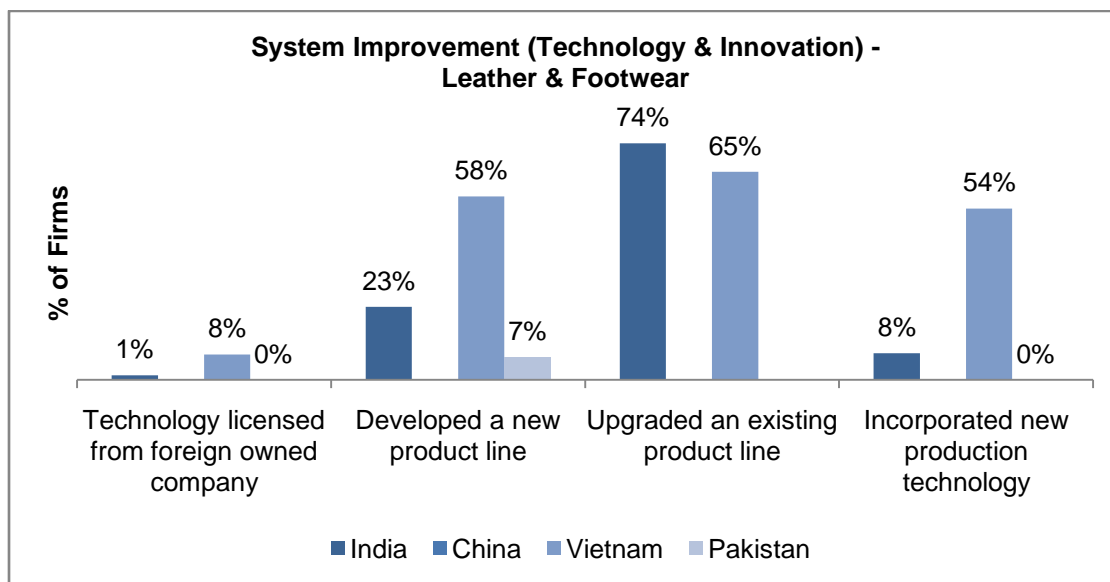 System Improvement (Technology & Innovation) -
Leather & Footwear
% of Firms
1%
8%
0%
23%
58%
7%
74%
65%
8%
54%
0%
Technology licensed
from foreign owned
company
Developed a new
product line
Upgraded an existing
product line
Incorporated new
production
technology
India China Vietnam Pakistan